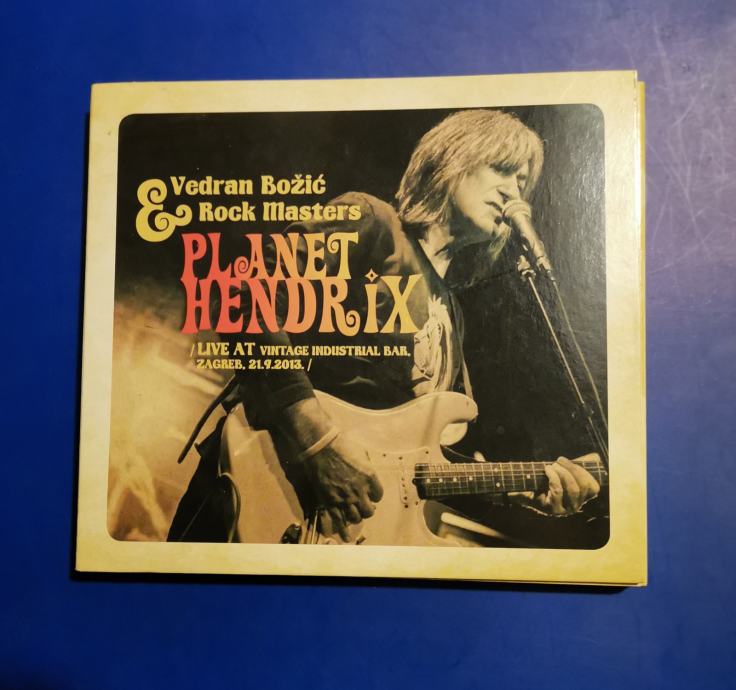 Vedran Božić
& Rock Masters
PLANET
HENDRiX
/ LIVE AT VINTAGE INDUSTRIAL BAR,
ZAGREB, 21.9.2013. /